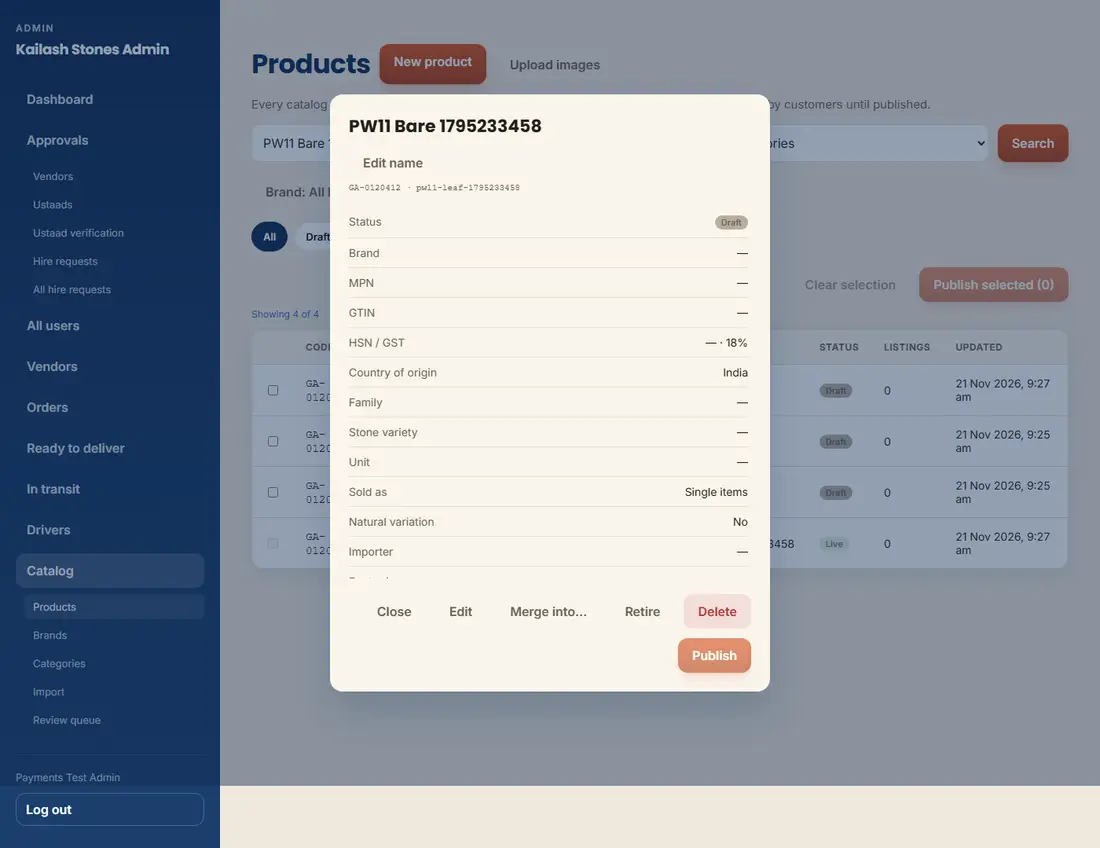 ADMIN
Kailash Stones Admin
Dashboard
Approvals
Vendors
Ustaads
Ustaad verification
Hire requests
All hire requests
All users
Vendors
Orders
Ready to deliver
In transit
Drivers
Catalog
Products
Brands
Categories
Import
Review queue
Payments Test Admin
Log out
Products
New product
Upload images
Every catalog
by customers until published.
PW11 Bare
Search
Brand: All
All
Draft
Clear selection
Publish selected (0)
Showing 4 of 4
STATUS LISTINGS UPDATED
GA- Draft 0 21 Nov 2026, 9:27 am
GA- Draft 0 21 Nov 2026, 9:25 am
GA- Draft 0 21 Nov 2026, 9:25 am
GA- 3458 Live 0 21 Nov 2026, 9:27 am
PW11 Bare 1795233458
Edit name
GA-0120412 · pw11-leaf-1795233458
Status Draft
Brand —
MPN —
GTIN —
HSN / GST — · 18%
Country of origin India
Family —
Stone variety —
Unit —
Sold as Single items
Natural variation No
Importer —
Close
Edit
Merge into...
Retire
Delete
Publish